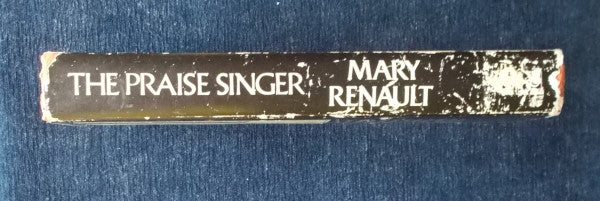 THE PRAISE SINGER
MARY
RENAULT